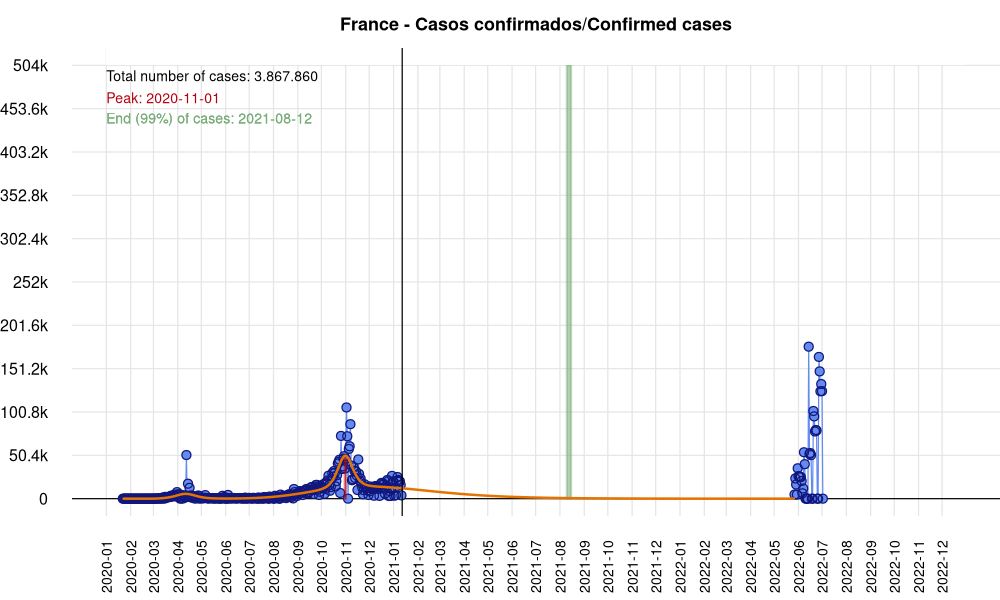 France - Casos confirmados/Confirmed cases
504k
Total number of cases: 3.867.860
Peak: 2020-11-01
453.6k
End (99%) of cases: 2021-08-12
403.2k
352.8k
302.4k
252k
201.6k
151.2k
100.8k
50.4k
0
2020-01
2020-02
2020-03
2020-04
2020-05
2020-06
2020-07
2020-08
2020-09
2020-10
2020-11
2020-12
2021-01
2021-02
2021-03
2021-04
2021-05
2021-06
2021-07
2021-08
2021-09
2021-10
2021-11
2021-12
2022-01
2022-02
2022-03
2022-04
2022-05
2022-06
2022-07
2022-08
2022-09
2022-10
2022-11
2022-12